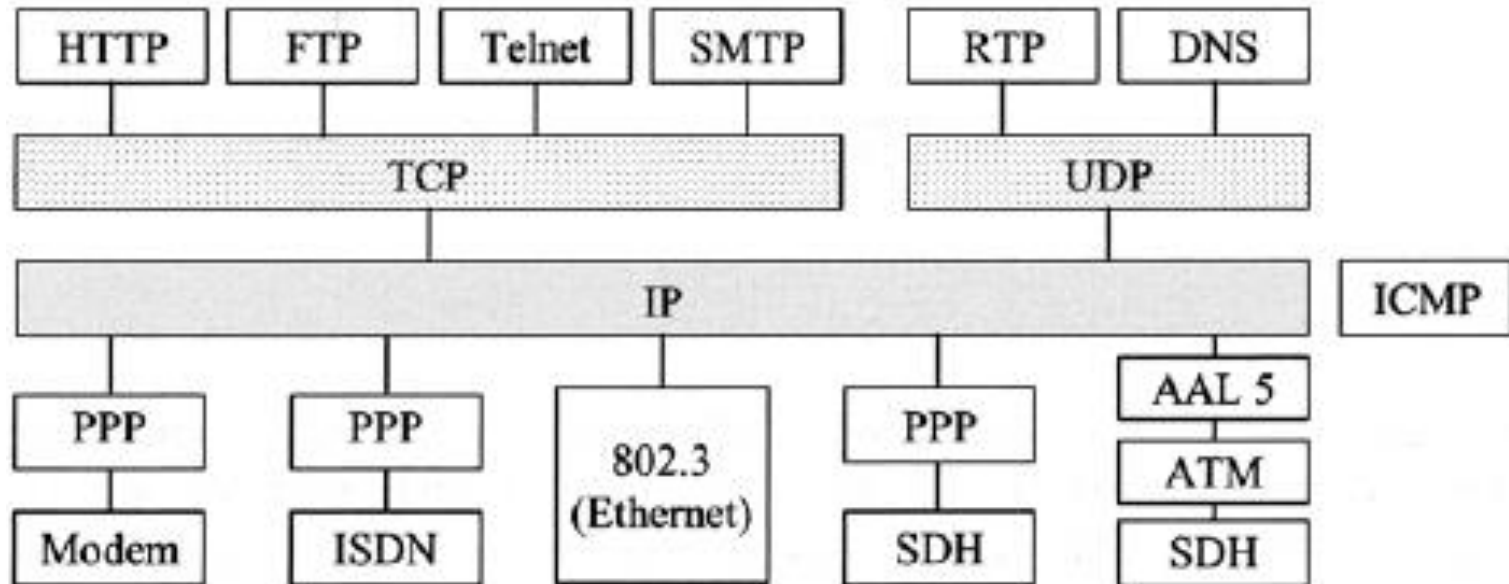 HTTP
FTP
Telnet
SMTP
RTP
DNS
TCP
UDP
IP
ICMP
PPP
PPP
802.3
(Ethernet)
PPP
AAL 5
ATM
Modem
ISDN
SDH
SDH